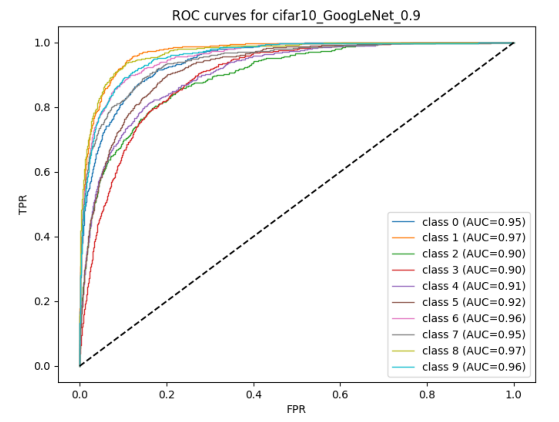 ROC curves for cifar10_GoogLeNet_0.9
1.0
0.8
0.6
0.4
0.2
0.0
TPR
0.0 0.2 0.4 0.6 0.8 1.0
FPR
class 0 (AUC=0.95)
class 1 (AUC=0.97)
class 2 (AUC=0.90)
class 3 (AUC=0.90)
class 4 (AUC=0.91)
class 5 (AUC=0.92)
class 6 (AUC=0.96)
class 7 (AUC=0.95)
class 8 (AUC=0.97)
class 9 (AUC=0.96)